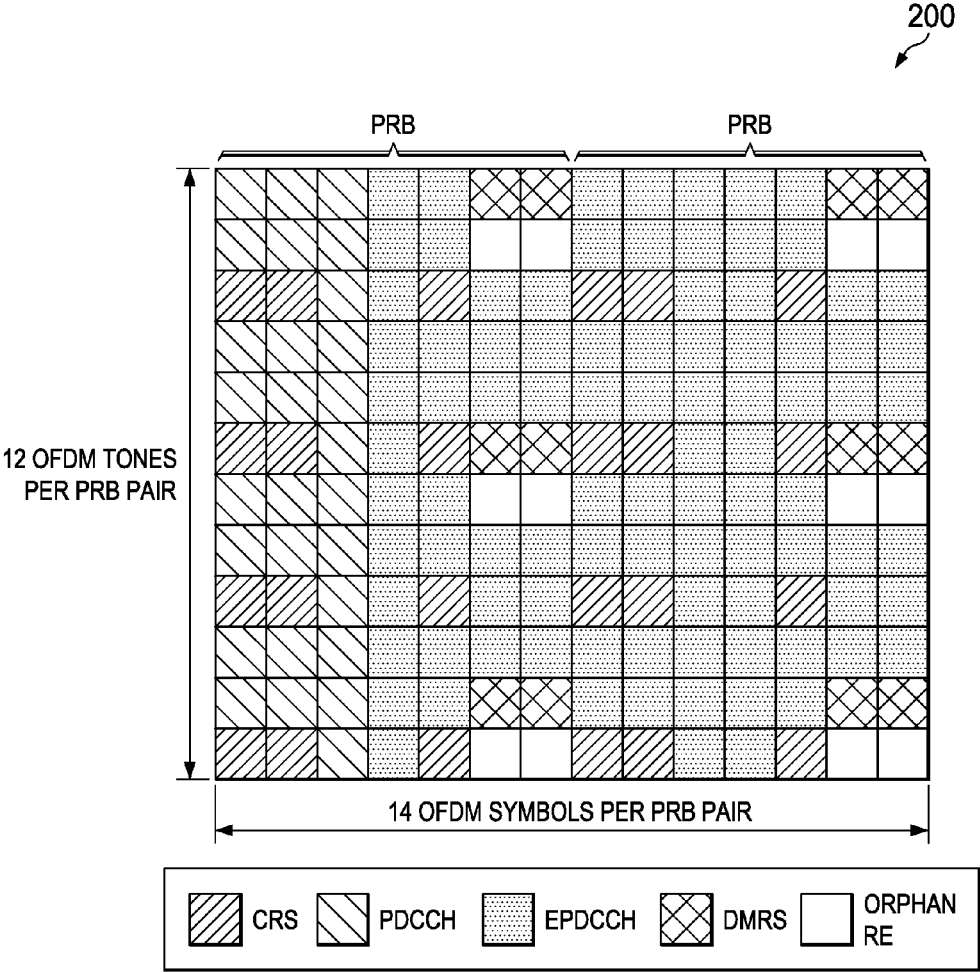 200
PRB
PRB
12 OFDM TONES
PER PRB PAIR
14 OFDM SYMBOLS PER PRB PAIR
CRS
PDCCH
EPDCCH
DMRS
ORPHAN
RE